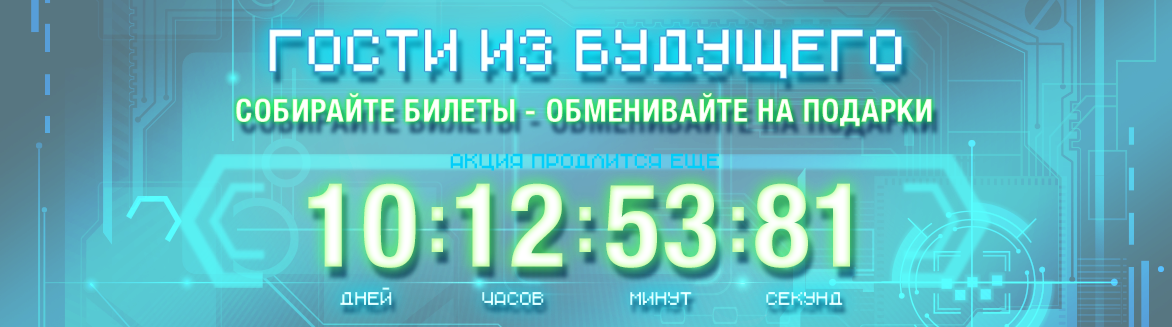 ГОСТИ ИЗ БУДУЩЕГО
СОБИРАЙТЕ БИЛЕТЫ - ОБМЕНИВАЙТЕ НА ПОДАРКИ
АКЦИЯ ПРОДЛИТСЯ ЕЩЕ
10:12:53:81
ДНЕЙ ЧАСОВ МИНУТ СЕКУНД